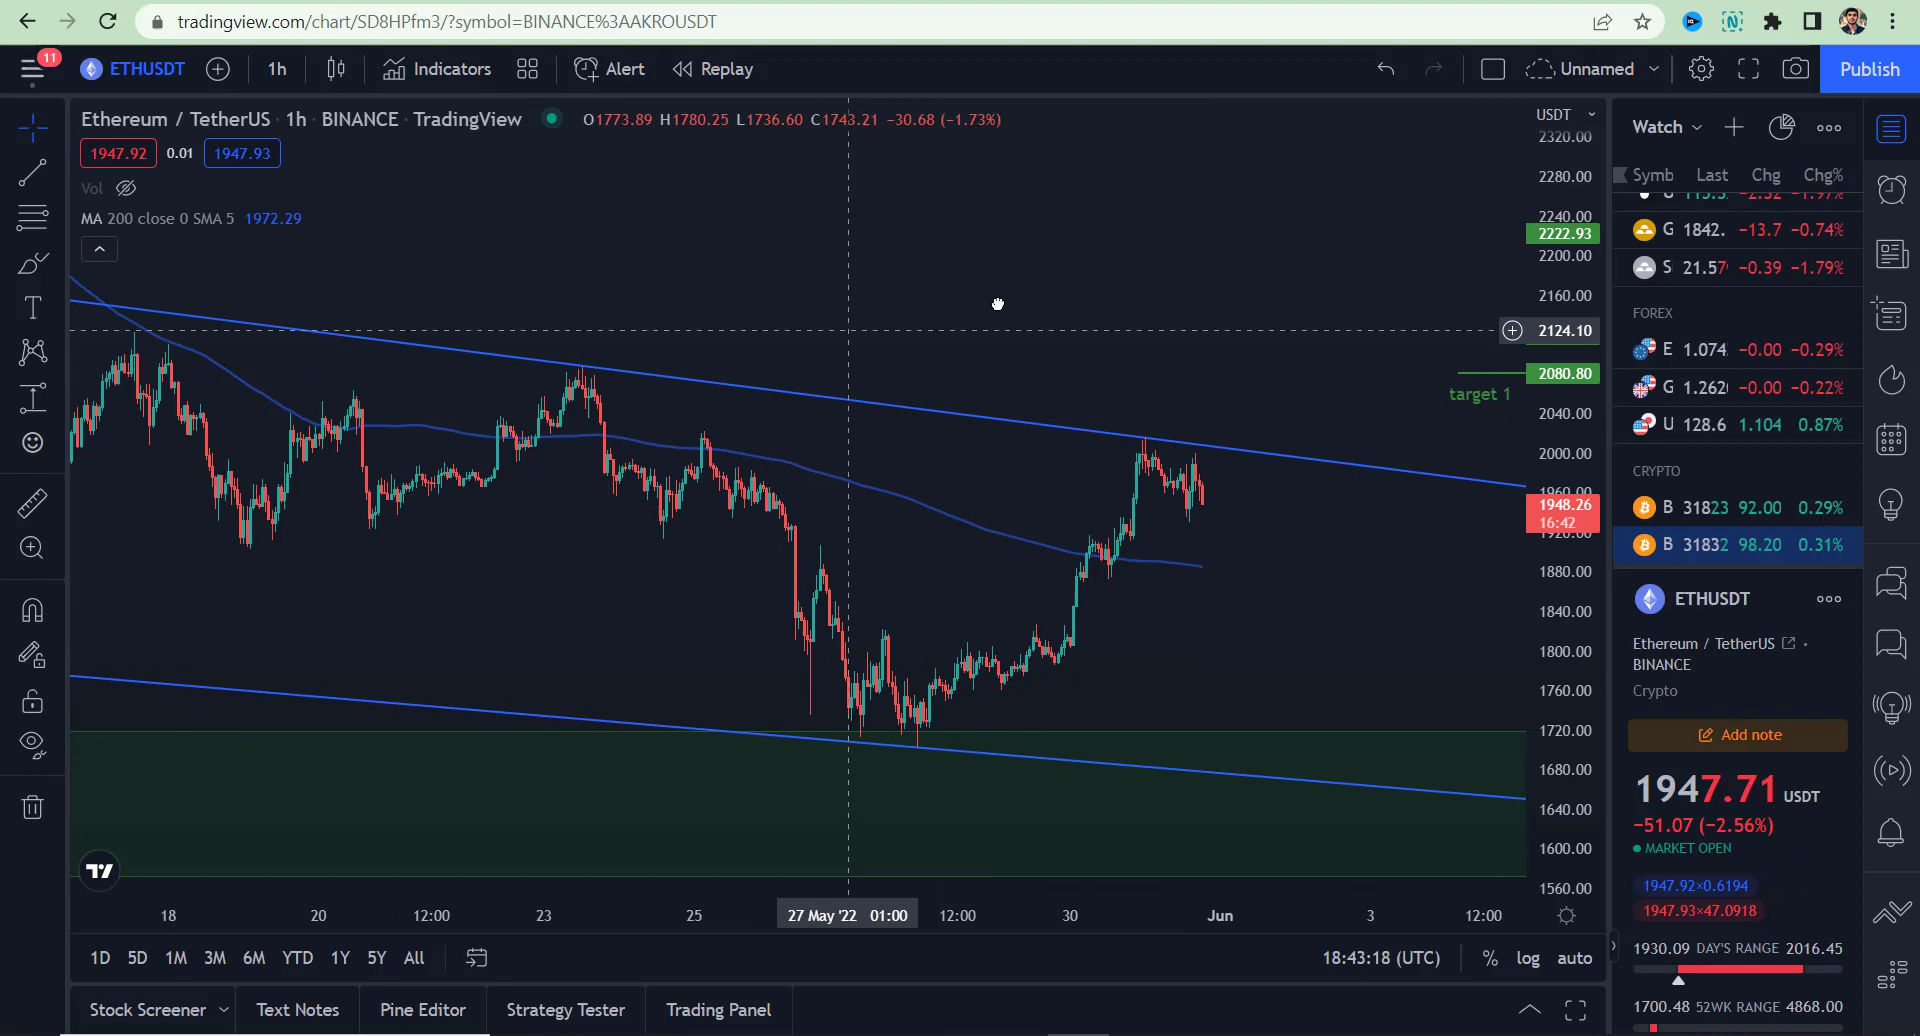 tradingview.com/chart/SD8HPfm3/?symbol=BINANCE%3AAKROUSDT
11
ETHUSDT
1h
Indicators
Alert
Replay
Unnamed
Publish
Ethereum / TetherUS · 1h · BINANCE · TradingView
O1773.89 H1780.25 L1736.60 C1743.21 −30.68 (−1.73%)
1947.92 0.01 1947.93
Vol
MA 200 close 0 SMA 5 1972.29
USDT
2320.00
2280.00
2240.00
2222.93
2200.00
2160.00
2124.10
2080.80
target 1
2040.00
2000.00
1960.00
1948.26
16:42
1920.00
1880.00
1840.00
1800.00
1760.00
1720.00
1680.00
1640.00
1600.00
1560.00
18 20 12:00 23 25 27 May '22 01:00 12:00 30 Jun 3 12:00
1D 5D 1M 3M 6M YTD 1Y 5Y All
18:43:18 (UTC) % log auto
Stock Screener Text Notes Pine Editor Strategy Tester Trading Panel
Watch
Symb Last Chg Chg%
G 1842. −13.7 −0.74%
S 21.57 −0.39 −1.79%
FOREX
E 1.074 −0.00 −0.29%
G 1.262 −0.00 −0.22%
U 128.6 1.104 0.87%
CRYPTO
B 31823 92.00 0.29%
B 31832 98.20 0.31%
ETHUSDT
Ethereum / TetherUS ·
BINANCE
Crypto
Add note
1947.71 USDT
−51.07 (−2.56%)
MARKET OPEN
1947.92×0.6194
1947.93×47.0918
1930.09 DAY'S RANGE 2016.45
1700.48 52WK RANGE 4868.00